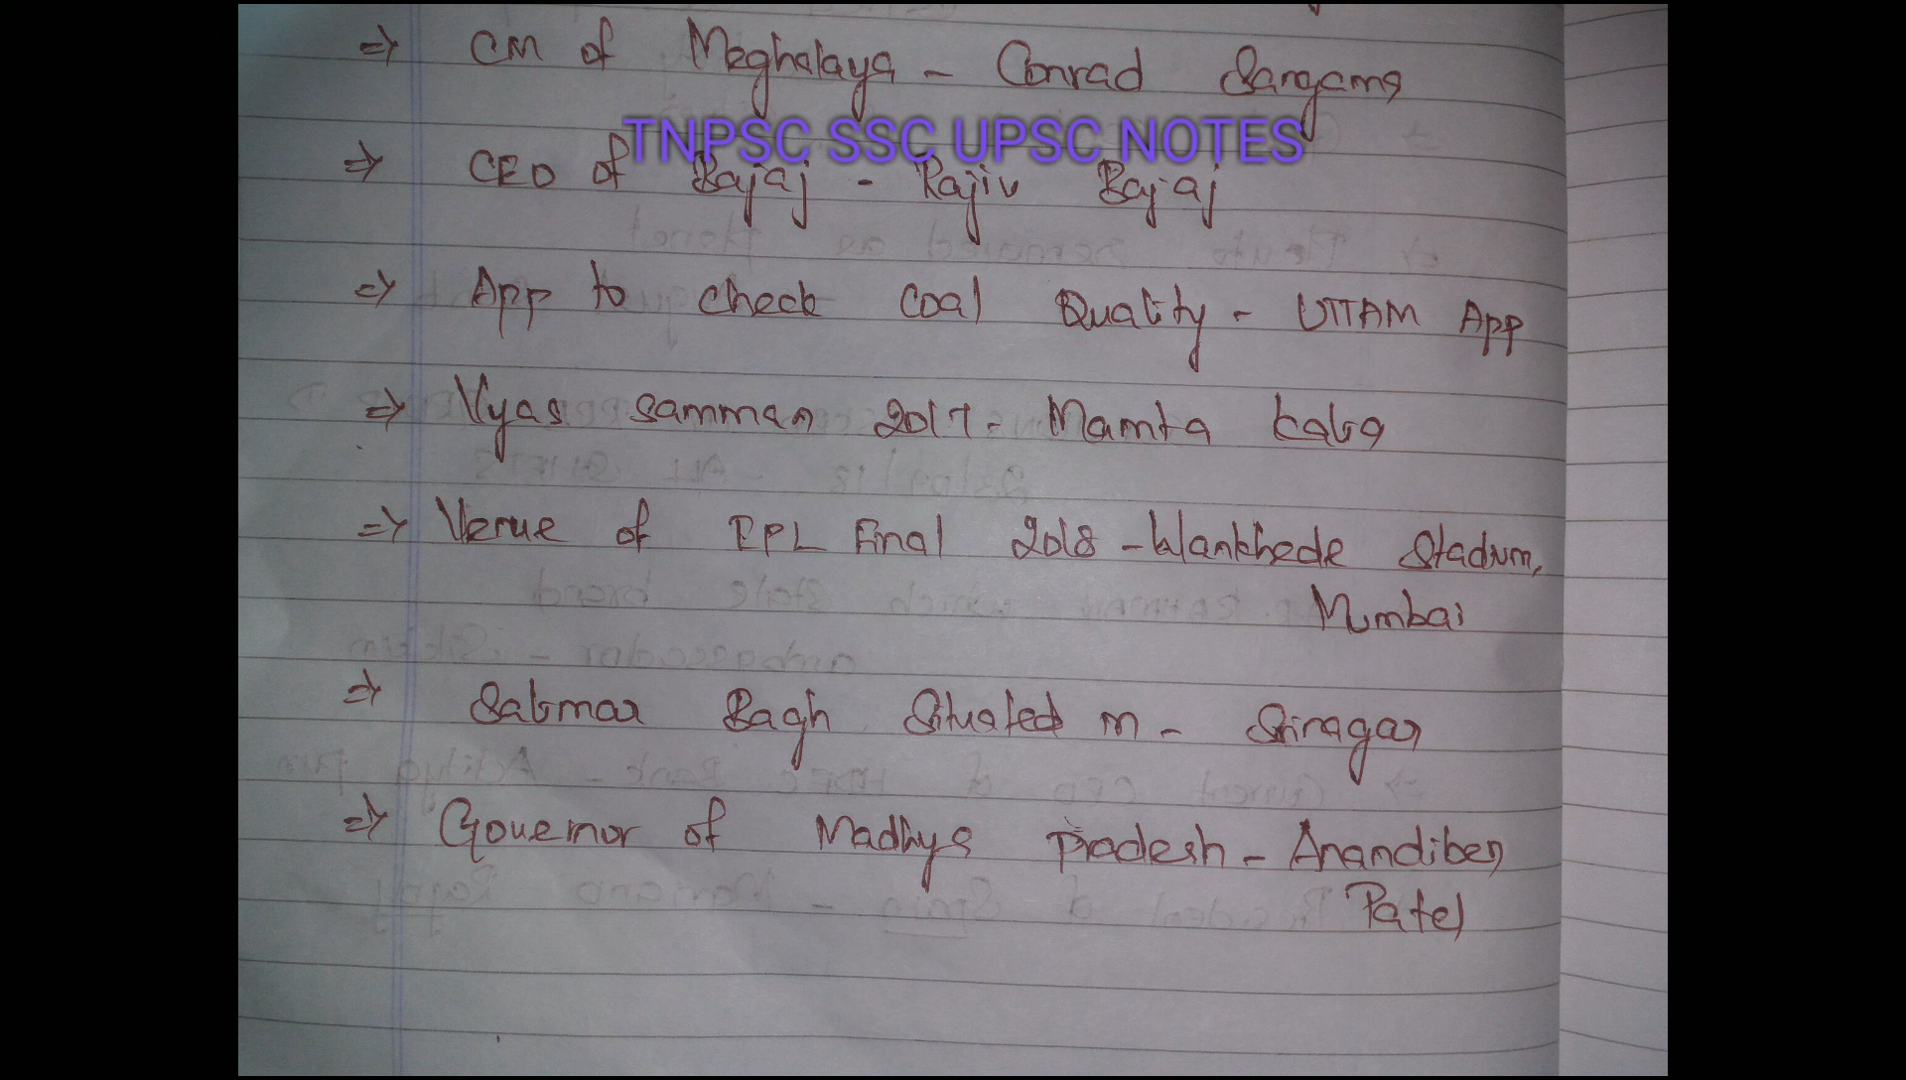 ⇒ CM of Meghalaya - Conrad Sangama
TNPSC SSC UPSC NOTES
⇒ CEO of Bajaj - Rajiv Bajaj
⇒ App to check coal Quality - UTTAM App
⇒ Vyas samman 2017 - Mamta kalia
⇒ Venue of IPL Final 2018 - Wankhede Stadium,
Mumbai
⇒ Salimar Bagh Situated in - Srinagar
⇒ Governor of Madhya Pradesh - Anandiben
Patel